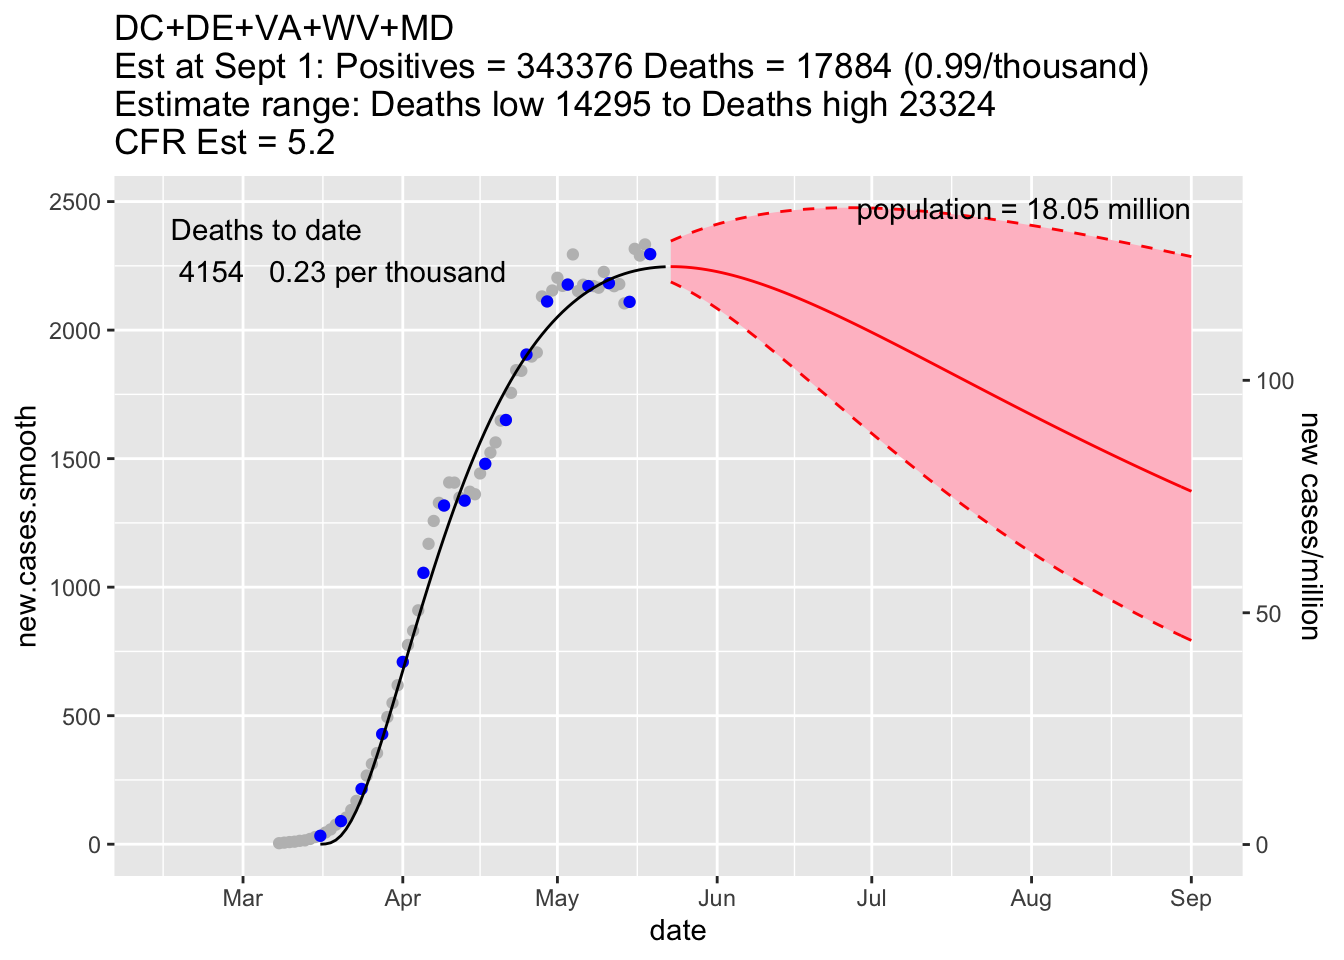 DC+DE+VA+WV+MD
Est at Sept 1: Positives = 343376 Deaths = 17884 (0.99/thousand)
Estimate range: Deaths low 14295 to Deaths high 23324
CFR Est = 5.2
population = 18.05 million
Deaths to date
4154 0.23 per thousand
new.cases.smooth
2500
2000
1500
1000
500
0
new cases/million
100
50
0
Mar Apr May Jun Jul Aug Sep
date